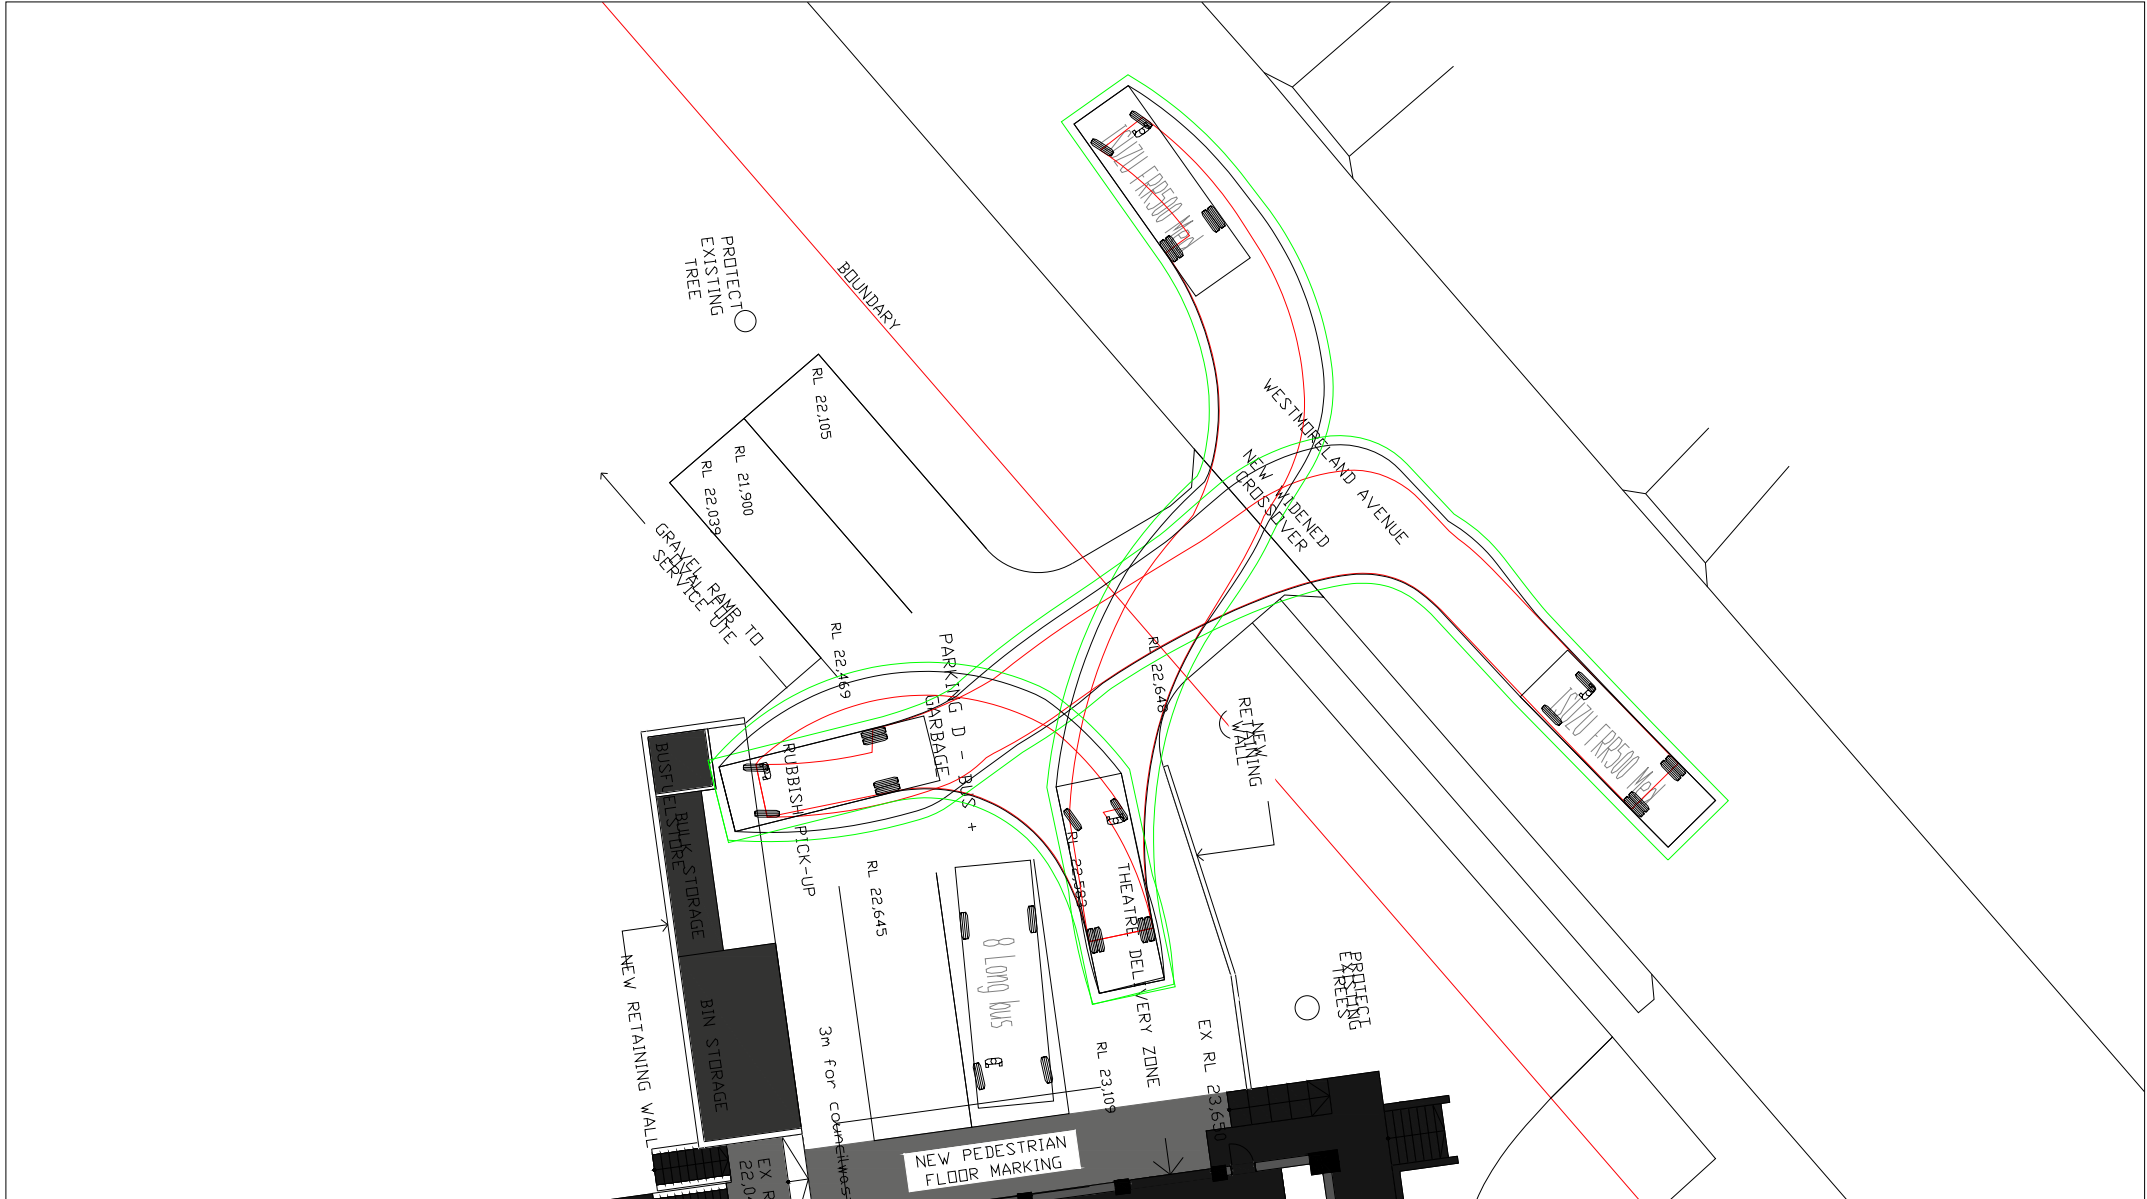 ISUZU FRR500 Med
PROTECT
EXISTING
TREE
BOUNDARY
RL 22,105
RL 21,900
RL 22,039
WESTMORELAND AVENUE
NEW WIDENED
CROSSOVER
GRAVEL RAMP TO
SERVICE UTE
RL 22,469
PARKING D - BUS +
GARBAGE
RL 22,648
NEW
RETAINING
WALL
ISUZU FRR500 Med
BUSFUELSTORE
BULK STORAGE
RUBBISH PICK-UP
RL 22,645
RL 22,583
THEATRE DELIVERY ZONE
8 Long bus
NEW RETAINING WALL
BIN STORAGE
3m for councilwas
RL 23,109
EX RL 23,650
PROTECT
EXISTING
TREES
NEW PEDESTRIAN
FLOOR MARKING